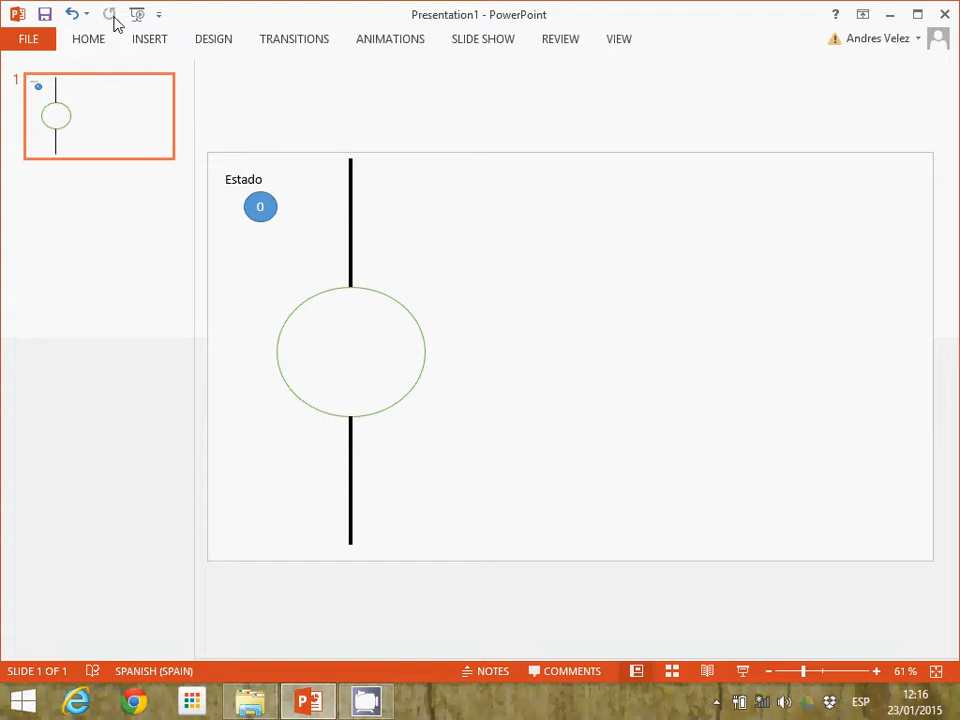 Presentation1 - PowerPoint
FILE HOME INSERT DESIGN TRANSITIONS ANIMATIONS SLIDE SHOW REVIEW VIEW Andres Velez
1
Estado
0
SLIDE 1 OF 1 SPANISH (SPAIN) NOTES COMMENTS 61 %
ESP
12:16
23/01/2015